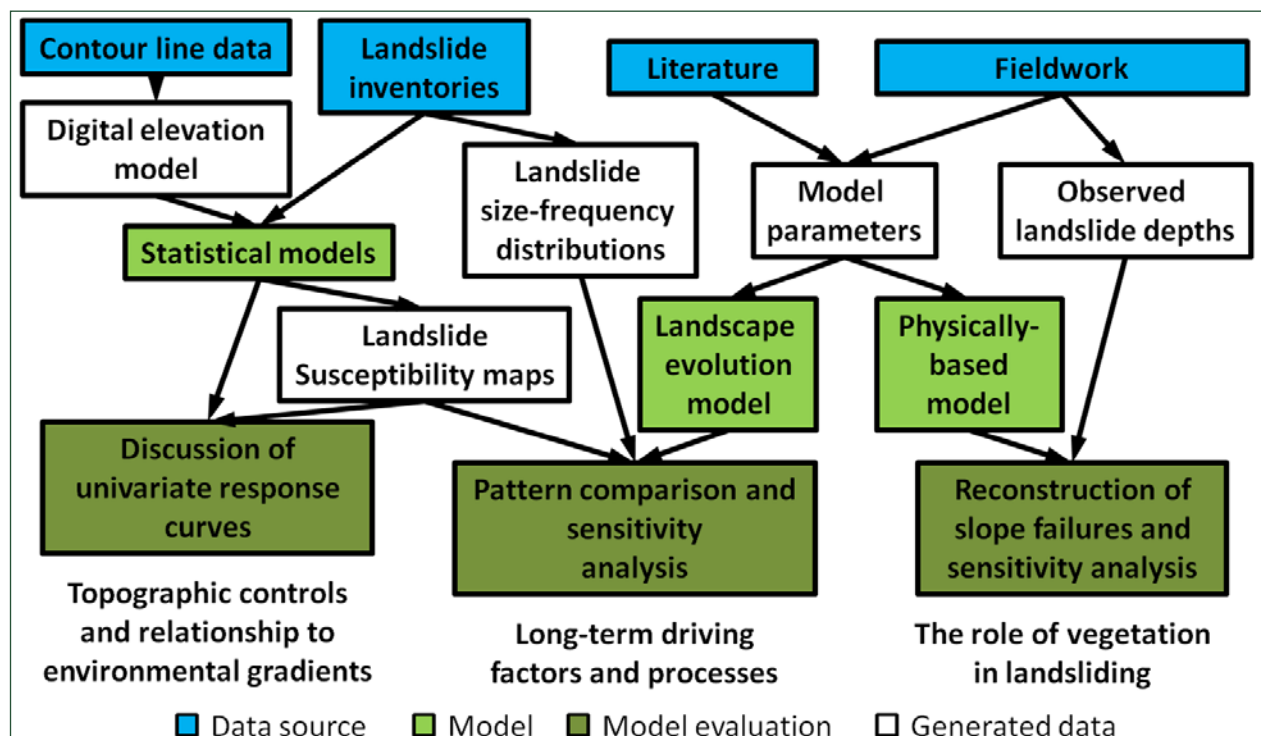 Contour line data
Landslide
inventories
Literature
Fieldwork
Digital elevation
model
Landslide
size-frequency
distributions
Model
parameters
Observed
landslide depths
Statistical models
Landslide
Susceptibility maps
Landscape
evolution
model
Physically-
based
model
Discussion of
univariate response
curves
Pattern comparison and
sensitivity
analysis
Reconstruction of
slope failures and
sensitivity analysis
Topographic controls
and relationship to
environmental gradients
Long-term driving
factors and processes
The role of vegetation
in landsliding
Data source
Model
Model evaluation
Generated data